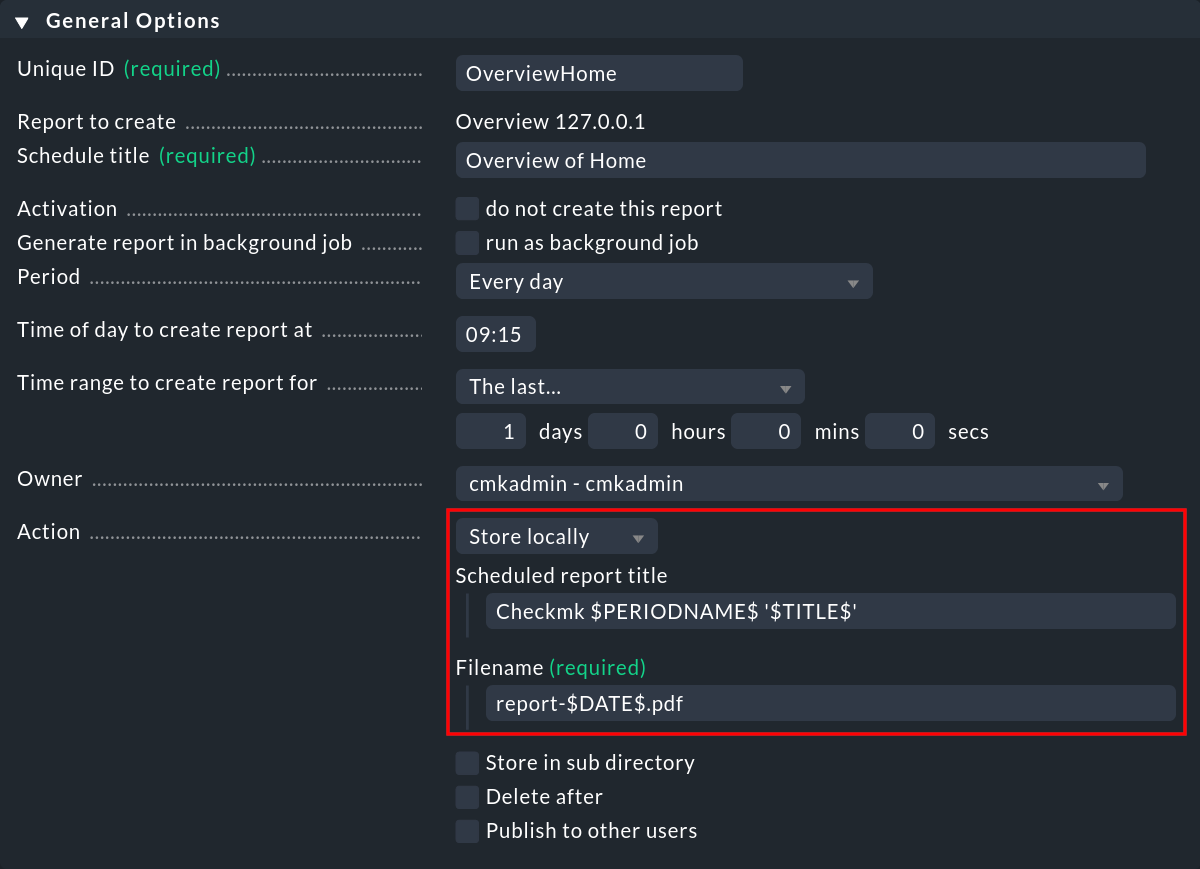 General Options
Unique ID (required) OverviewHome
Report to create Overview 127.0.0.1
Schedule title (required) Overview of Home
Activation do not create this report
Generate report in background job run as background job
Period Every day
Time of day to create report at 09:15
Time range to create report for The last...
1 days 0 hours 0 mins 0 secs
Owner cmkadmin - cmkadmin
Action Store locally
Scheduled report title
Checkmk $PERIODNAME$ '$TITLE$'
Filename (required)
report-$DATE$.pdf
Store in sub directory
Delete after
Publish to other users